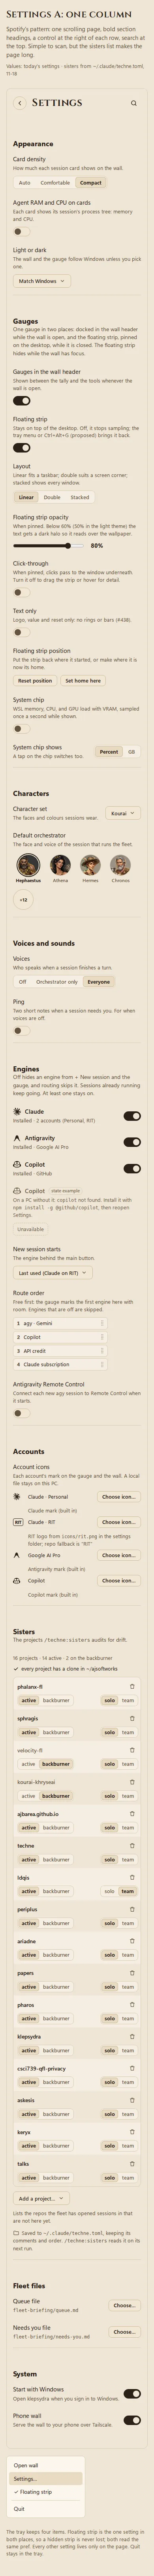 SETTINGS A: ONE COLUMN
Spotify's pattern: one scrolling page, bold section
headings, a control at the right of each row, search at
the top. Simple to scan, but the sisters list makes the
page long.
Values: today's settings · sisters from ~/.claude/techne.toml,
SETTINGS
Appearance
Card density
How much each session card shows on the wall.
Auto
Comfortable
Compact
Agent RAM and CPU on cards
Each card shows its session's process tree: memory
and CPU.
Light or dark
The wall and the gauge follow Windows unless you pick
one.
Match Windows
Gauges
One gauge in two places: docked in the wall header
while the wall is open, and the floating strip, pinned
to the desk, while it is closed. The floating strip
hides while the wall has focus.
Gauges in the wall header
Shown between the tally and the tools whenever the
wall is open.
Floating strip
Stays on top of the desktop. Off, it stops sampling; the
tray menu or Ctrl+Alt+G (proposed) brings it back.
Layout
Linear fits a taskbar; double suits a screen corner;
stacked shows every window.
Linear
Double
Stacked
Floating strip opacity
When pinned. Below 60% (50% in the light theme) the
text gets a dark halo so it reads over the wallpaper.
80%
Click-through
When pinned, clicks pass to the window underneath.
Turn it off to drag the strip or hover for detail.
Text only
Logo, value and reset only: no rings or bars (#438).
Floating strip position
Put the strip back where it started, or make where it is
now its home.
Reset position
Set home here
System chip
WSL memory, CPU, and GPU load with VRAM, sampled
once a second while shown.
System chip shows
A tap on the chip switches too.
Percent
GB
Characters
Character set
The faces and colours sessions wear.
Kourai
Default orchestrator
The face and voice of the session that runs the fleet.
Hephaestus
Athena
Hermes
Chronos
+12
Voices and sounds
Voices
Who speaks when a session finishes a turn.
Off
Orchestrator only
Everyone
Ping
Two short notes when a session needs you. For when
voices are off.
Engines
Off hides an engine from + New session and the
gauge, and routing skips it. Sessions already running
keep going. At least one stays on.
Claude
Installed · 2 accounts (Personal, RIT)
Antigravity
Installed · Google AI Pro
Copilot
Installed · GitHub
Copilot
state example
On a PC without it: copilot not found. Install it with
npm install -g @github/copilot, then reopen
Settings.
Unavailable
New session starts
The engine behind the main button.
Last used (Claude on RIT)
Route order
Free first: the gauge marks the first engine here with
room. Engines that are off are skipped.
1 agy · Gemini
2 Copilot
3 API credit
4 Claude subscription
Antigravity Remote Control
Connect each new agy session to Remote Control when
it starts.
Accounts
Account icons
Each account's mark on the gauge and the wall. A local
file stays on this PC.
Claude · Personal
Choose icon...
Claude mark (built in)
RIT
Claude · RIT
Choose icon...
RIT logo from icons/rit.png in the settings
folder; repo fallback is "RIT"
Google AI Pro
Choose icon...
Antigravity mark (built in)
Copilot
Choose icon...
Copilot mark (built in)
Sisters
The projects /techne:sisters audits for drift.
16 projects · 14 active · 2 on the backburner
✓ every project has a clone in ~/ajsoftworks
phalanx-fl
active backburner solo team
sphragis
active backburner solo team
velocity-fl
active backburner solo team
kourai-khryseai
active backburner solo team
ajbarea.github.io
active backburner solo team
techne
active backburner solo team
ldqis
active backburner solo team
periplus
active backburner solo team
ariadne
active backburner solo team
papers
active backburner solo team
pharos
active backburner solo team
klepsydra
active backburner solo team
csci739-qfl-privacy
active backburner solo team
askesis
active backburner solo team
keryx
active backburner solo team
talks
active backburner solo team
Add a project...
Lists the repos the fleet has opened sessions in that
are not here yet.
Saved to ~/.claude/techne.toml, keeping its
comments and order. /techne:sisters reads it on its
next run.
Fleet files
Queue file
fleet-briefing/queue.md
Choose...
Needs you file
fleet-briefing/needs-you.md
Choose...
System
Start with Windows
Open klepsydra when you sign in to Windows.
Phone wall
Serve the wall to your phone over Tailscale.
Open wall
Settings...
✓ Floating strip
Quit
The tray keeps four items. Floating strip is the one setting in
both places, so a hidden strip is never lost, both read the
same pref. Every other setting lives only on the page. Quit
stays in the tray.